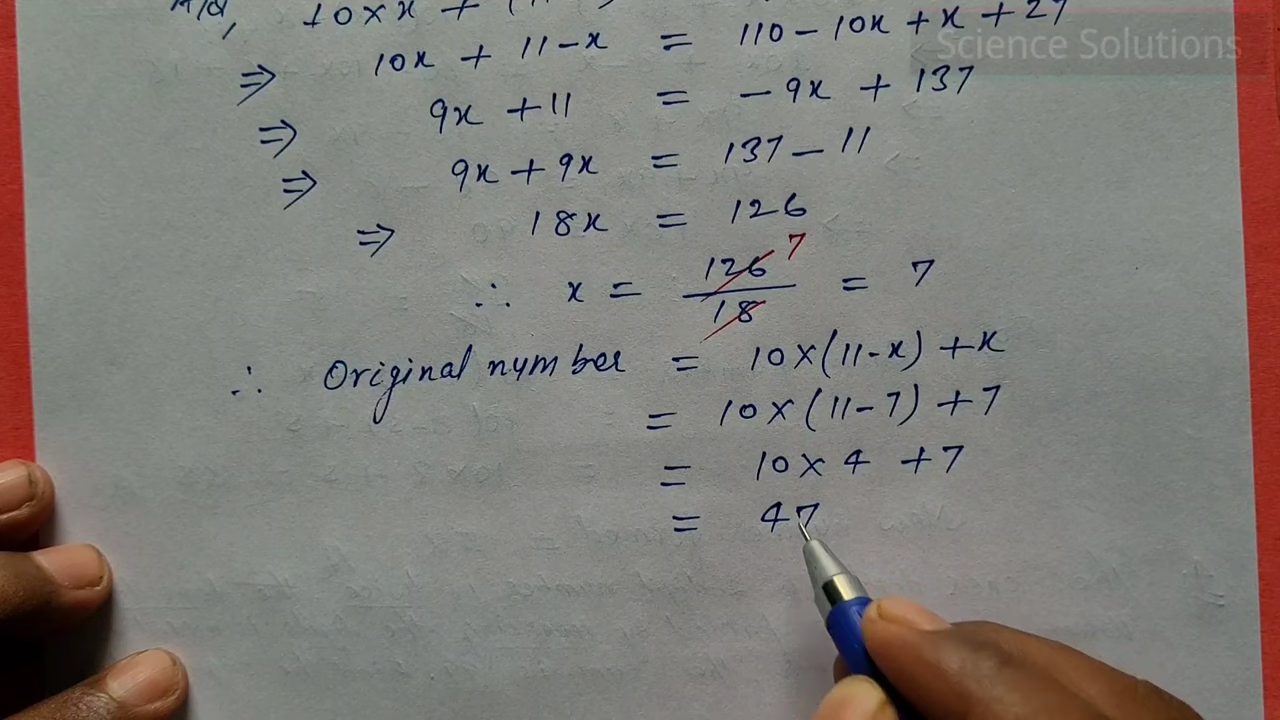 A/Q, 10×x +
⇒ 10x + 11-x = 110 - 10x + x + 27
Science Solutions
⇒ 9x + 11 = - 9x + 137
⇒ 9x + 9x = 137 - 11
⇒ 18x = 126
7
∴ x = 126/18 = 7
∴ Original number = 10×(11-x) + x
= 10×(11-7) + 7
= 10×4 + 7
= 47